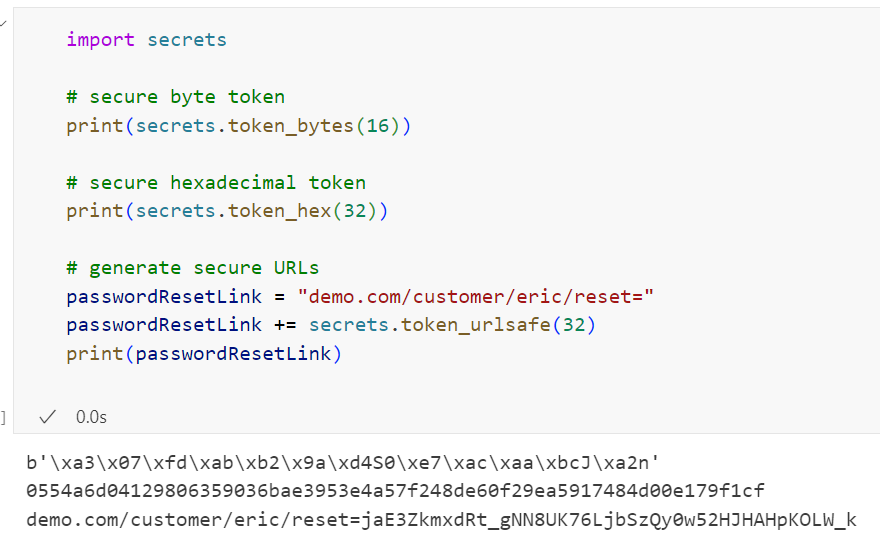 import secrets
# secure byte token
print(secrets.token_bytes(16))
# secure hexadecimal token
print(secrets.token_hex(32))
# generate secure URLs
passwordResetLink = "demo.com/customer/eric/reset="
passwordResetLink += secrets.token_urlsafe(32)
print(passwordResetLink)
] ✓ 0.0s
b'\xa3\x07\xfd\xab\xb2\x9a\xd4S0\xe7\xac\xaa\xbcJ\xa2n'
0554a6d04129806359036bae3953e4a57f248de60f29ea5917484d00e179f1cf
demo.com/customer/eric/reset=jaE3ZkmxdRt_gNN8UK76LjbSzQy0w52HJHAHpKOLW_k